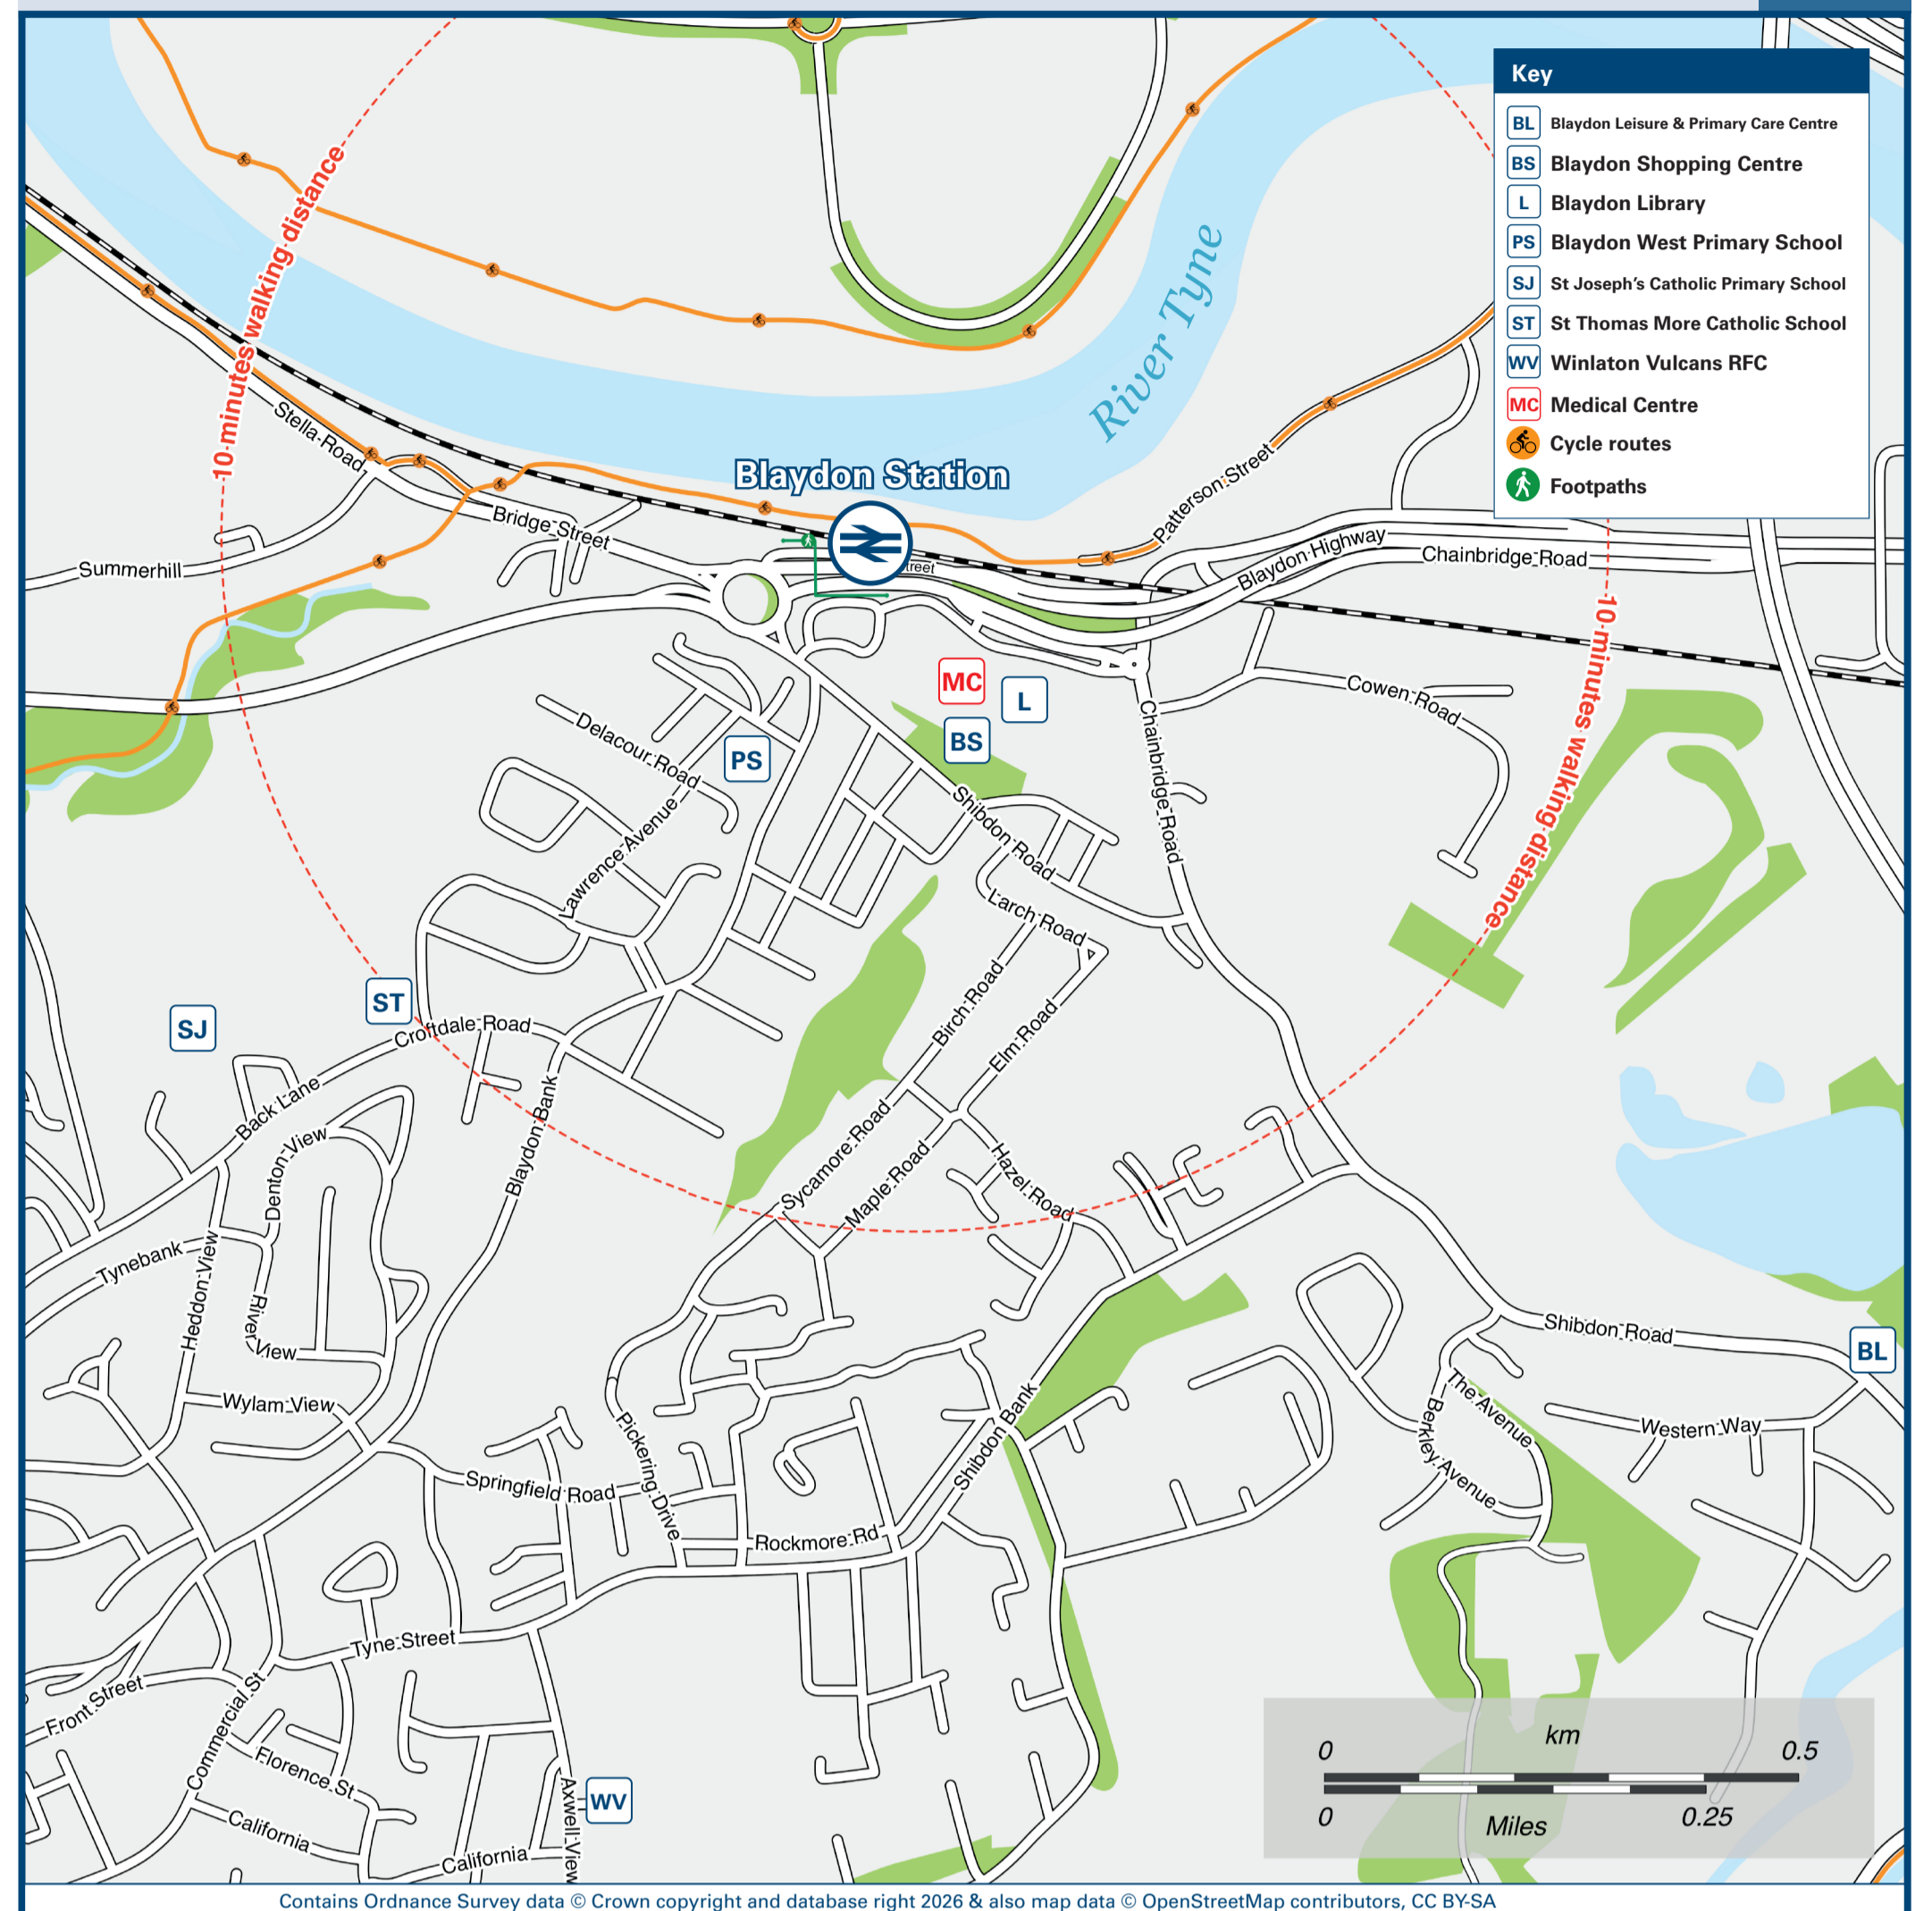 Key
BL Blaydon Leisure & Primary Care Centre
BS Blaydon Shopping Centre
L Blaydon Library
PS Blaydon West Primary School
SJ St Joseph's Catholic Primary School
ST St Thomas More Catholic School
WV Winlaton Vulcans RFC
MC Medical Centre
Cycle routes
Footpaths
10 minutes walking distance
River Tyne
Stella Road
Blaydon Station
Patterson Street
Bridge Street
Summerhill
treet
Blaydon Highway
Chainbridge Road
10 minutes walking distance
MC
L
BS
PS
Cowen Road
Delacour Road
Chainbridge Road
Lawrence Avenue
Shibdon Road
Larch Road
ST
SJ
Croftdale Road
Birch Road
Elm Road
Back Lane
Blaydon Bank
Denton View
Sycamore Road
Maple Road
Hazel Road
Tynebank
Heddon View
River View
Shibdon Road
BL
Wylam View
The Avenue
Berkley Avenue
Western Way
Pickering Drive
Shibdon Bank
Springfield Road
Rockmore Rd
Tyne Street
Front Street
Commercial St
Florence St
California
California
Axwell View
WV
km
0 0.5
0 0.25
Miles
Contains Ordnance Survey data © Crown copyright and database right 2026 & also map data © OpenStreetMap contributors, CC BY-SA